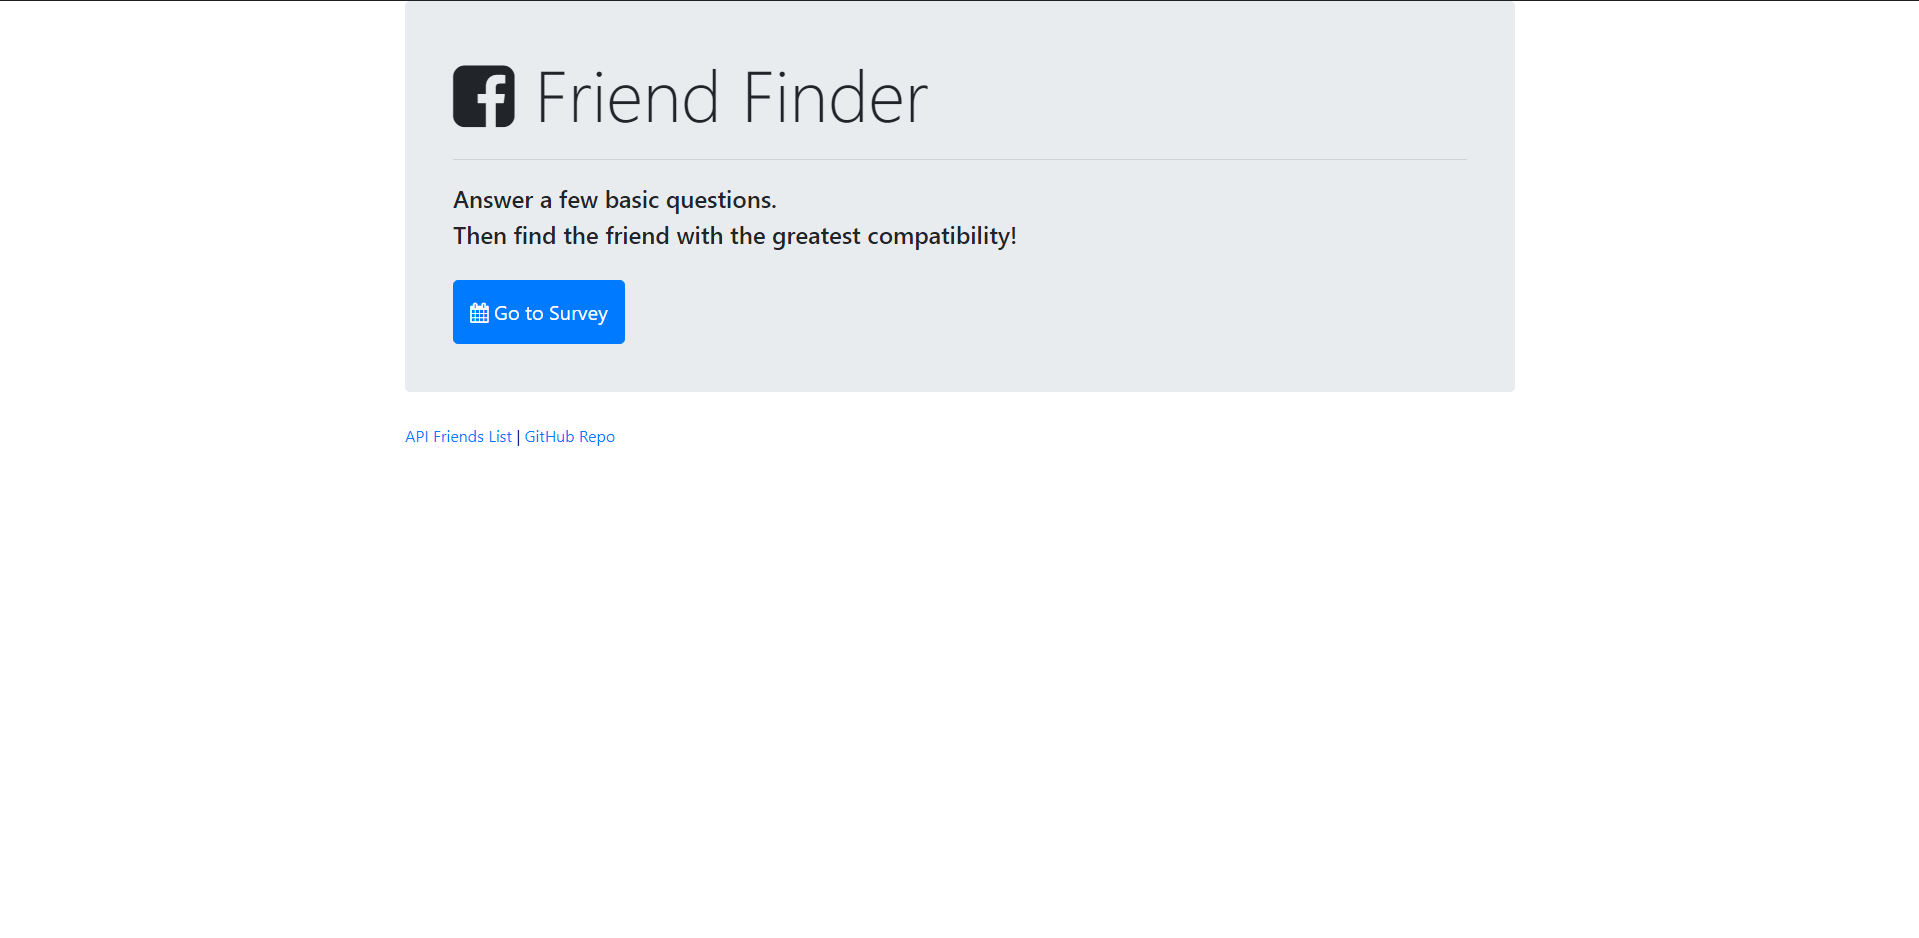 Friend Finder
Answer a few basic questions.
Then find the friend with the greatest compatibility!
Go to Survey
API Friends List | GitHub Repo